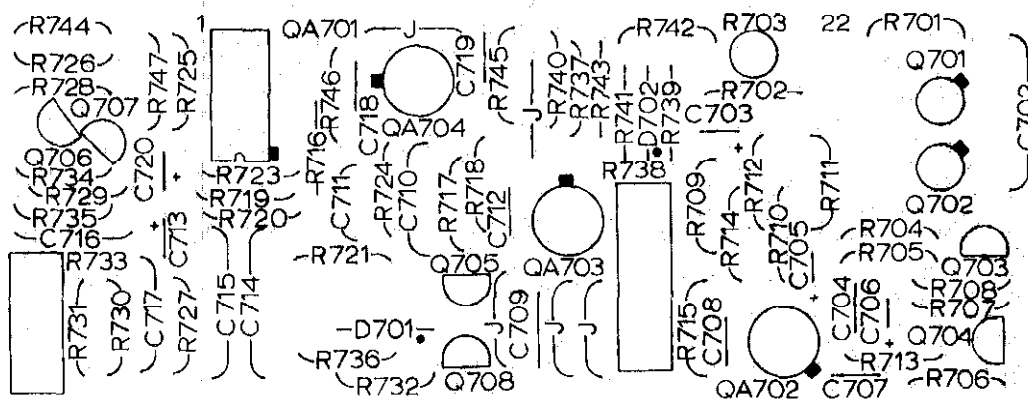 R744 1 QA701 J R742 R703 22 R701
R726 R747 R725 R746 C718 C719 R745 R740 R737 R743 Q701
R728 Q707 QA704 J R741 D702 R739 R702 C703 C702
Q706 C720 + R716 R738 + Q702
R734 R723 C711 R724 C710 R717 R718 C712 R709 R712 R711
R729 R719
R735 + C713 R720 R714 R710 C705 R704
C716 R721 Q705 QA703 R705 Q703
R733 R708
R731 R730 C717 R727 C715 C714 J C709 J J R715 C708 + C704 C706 + R707
D701 Q704
R736 R713
R732 Q708 QA702 C707 R706